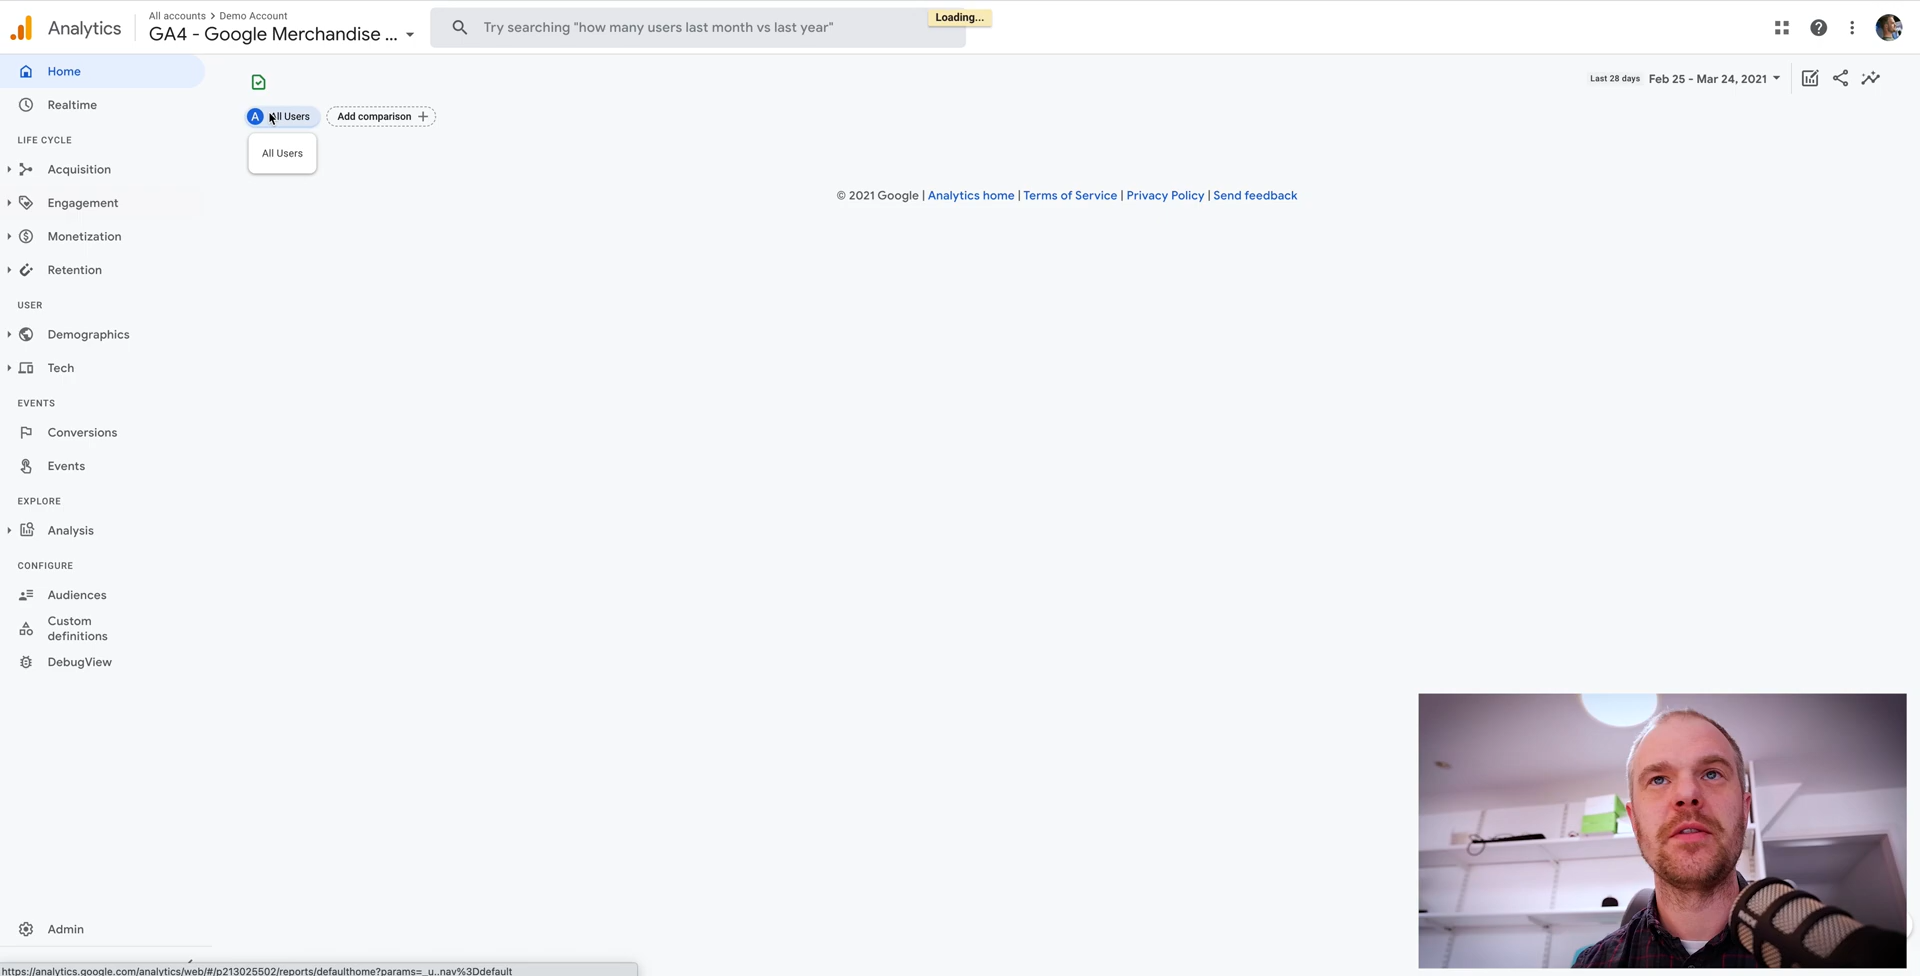 Analytics
All accounts > Demo Account
GA4 - Google Merchandise ...
Try searching "how many users last month vs last year"
Loading...
Home
Realtime
LIFE CYCLE
Acquisition
Engagement
Monetization
Retention
USER
Demographics
Tech
EVENTS
Conversions
Events
EXPLORE
Analysis
CONFIGURE
Audiences
Custom
definitions
DebugView
Admin
Last 28 days Feb 25 - Mar 24, 2021
A All Users Add comparison +
All Users
© 2021 Google | Analytics home | Terms of Service | Privacy Policy | Send feedback
https://analytics.google.com/analytics/web/#/p213025502/reports/defaulthome?params=_u..nav%3Ddefault